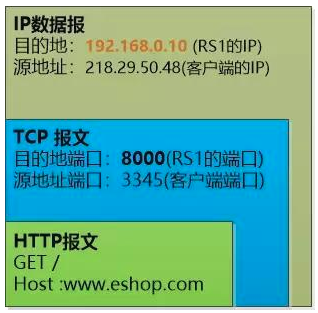 IP数据报
目的地：192.168.0.10 (RS1的IP)
源地址：218.29.50.48(客户端的IP)
TCP 报文
目的地端口：8000(RS1的端口)
源地址端口：3345(客户端端口)
HTTP报文
GET /
Host :www.eshop.com